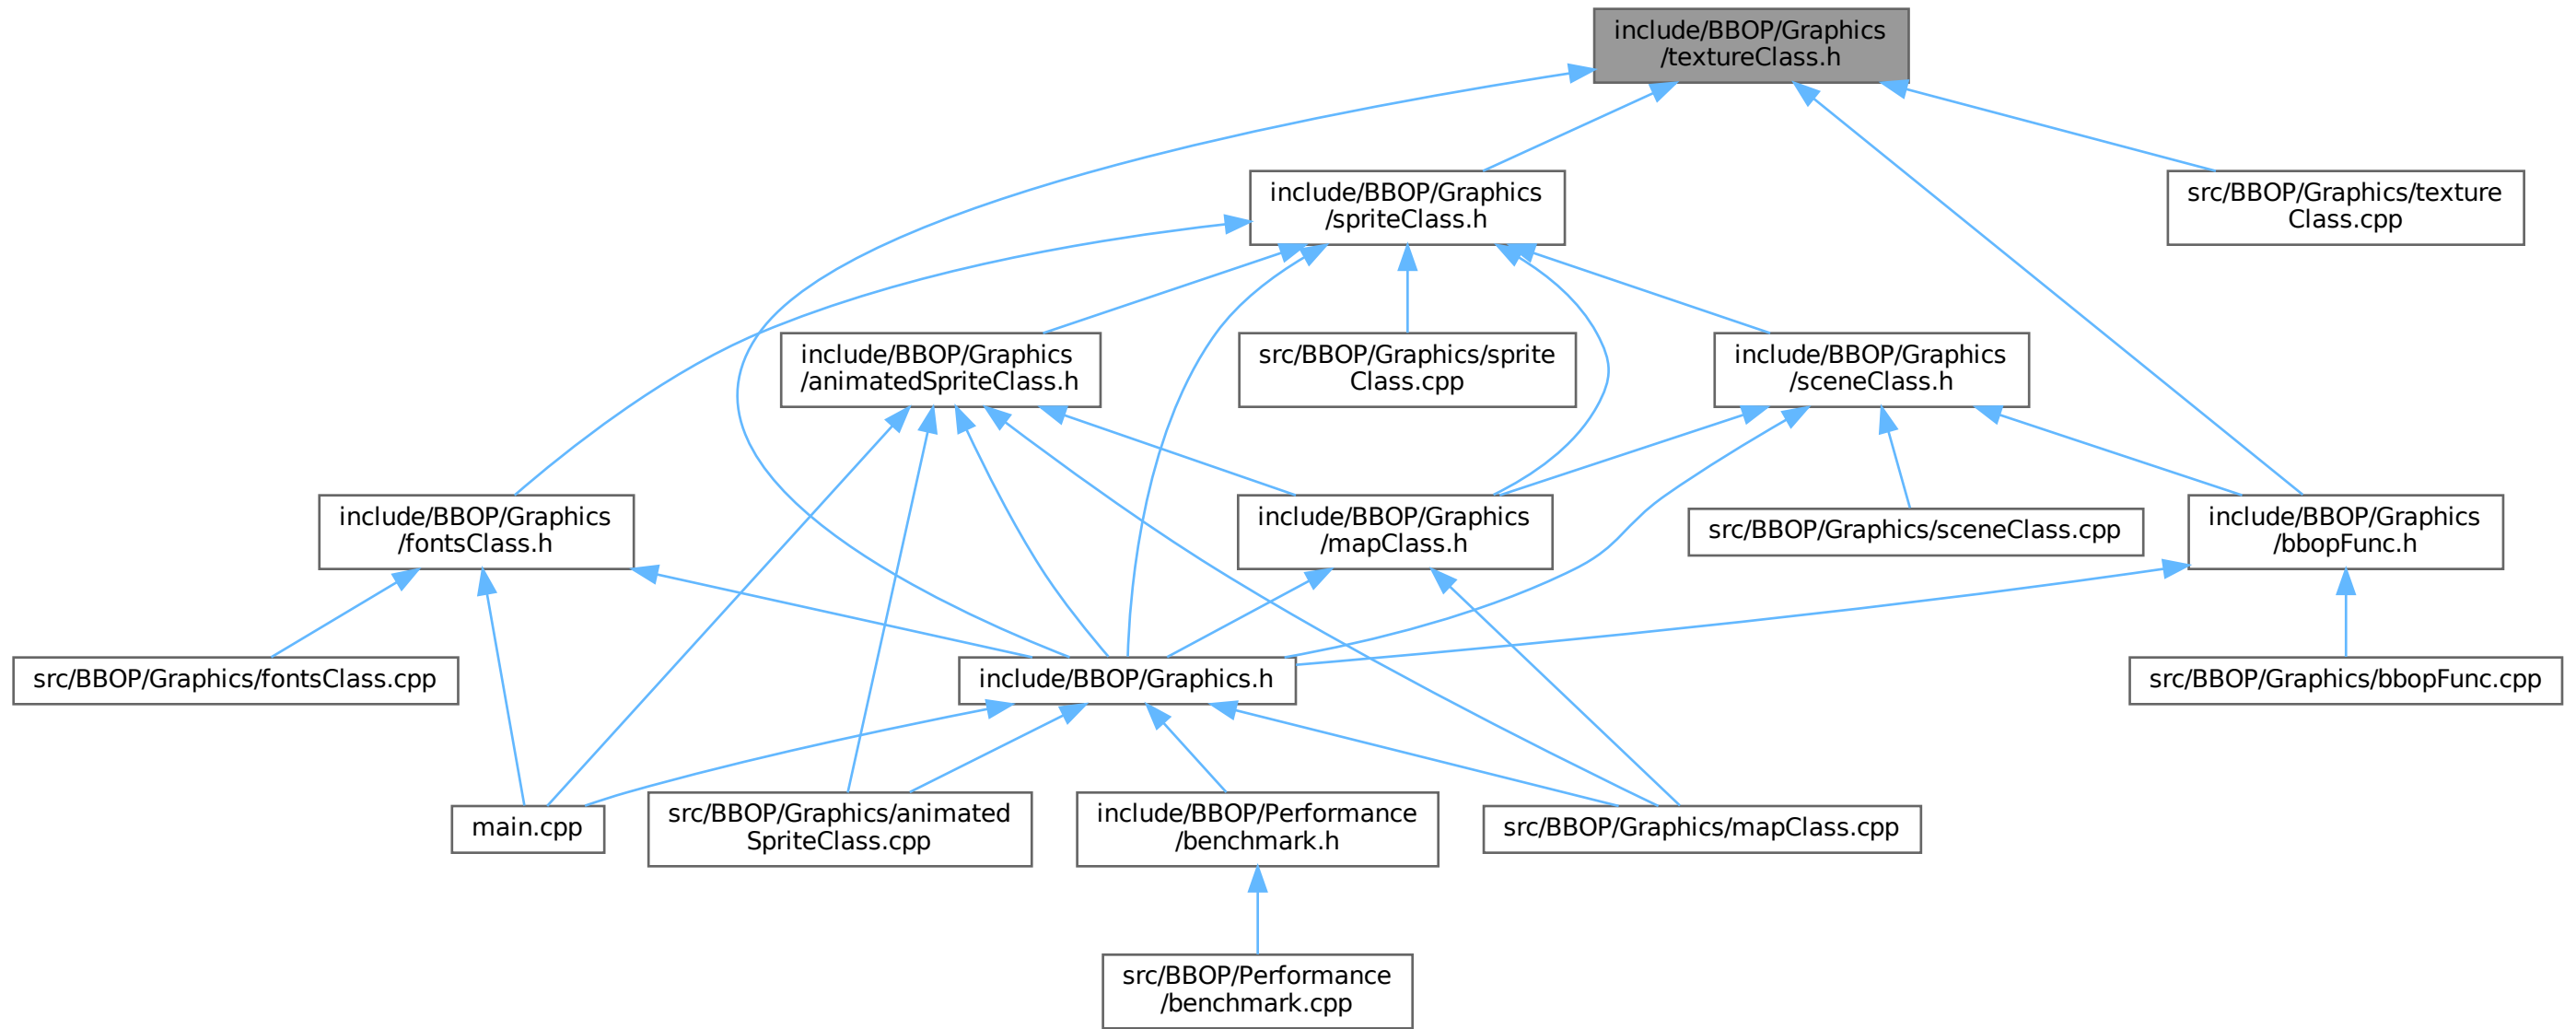 include/BBOP/Graphics
/textureClass.h
include/BBOP/Graphics
/spriteClass.h
src/BBOP/Graphics/texture
Class.cpp
include/BBOP/Graphics
/animatedSpriteClass.h
src/BBOP/Graphics/sprite
Class.cpp
include/BBOP/Graphics
/sceneClass.h
include/BBOP/Graphics
/fontsClass.h
include/BBOP/Graphics
/mapClass.h
src/BBOP/Graphics/sceneClass.cpp
include/BBOP/Graphics
/bbopFunc.h
src/BBOP/Graphics/fontsClass.cpp
include/BBOP/Graphics.h
src/BBOP/Graphics/bbopFunc.cpp
main.cpp
src/BBOP/Graphics/animated
SpriteClass.cpp
include/BBOP/Performance
/benchmark.h
src/BBOP/Graphics/mapClass.cpp
src/BBOP/Performance
/benchmark.cpp